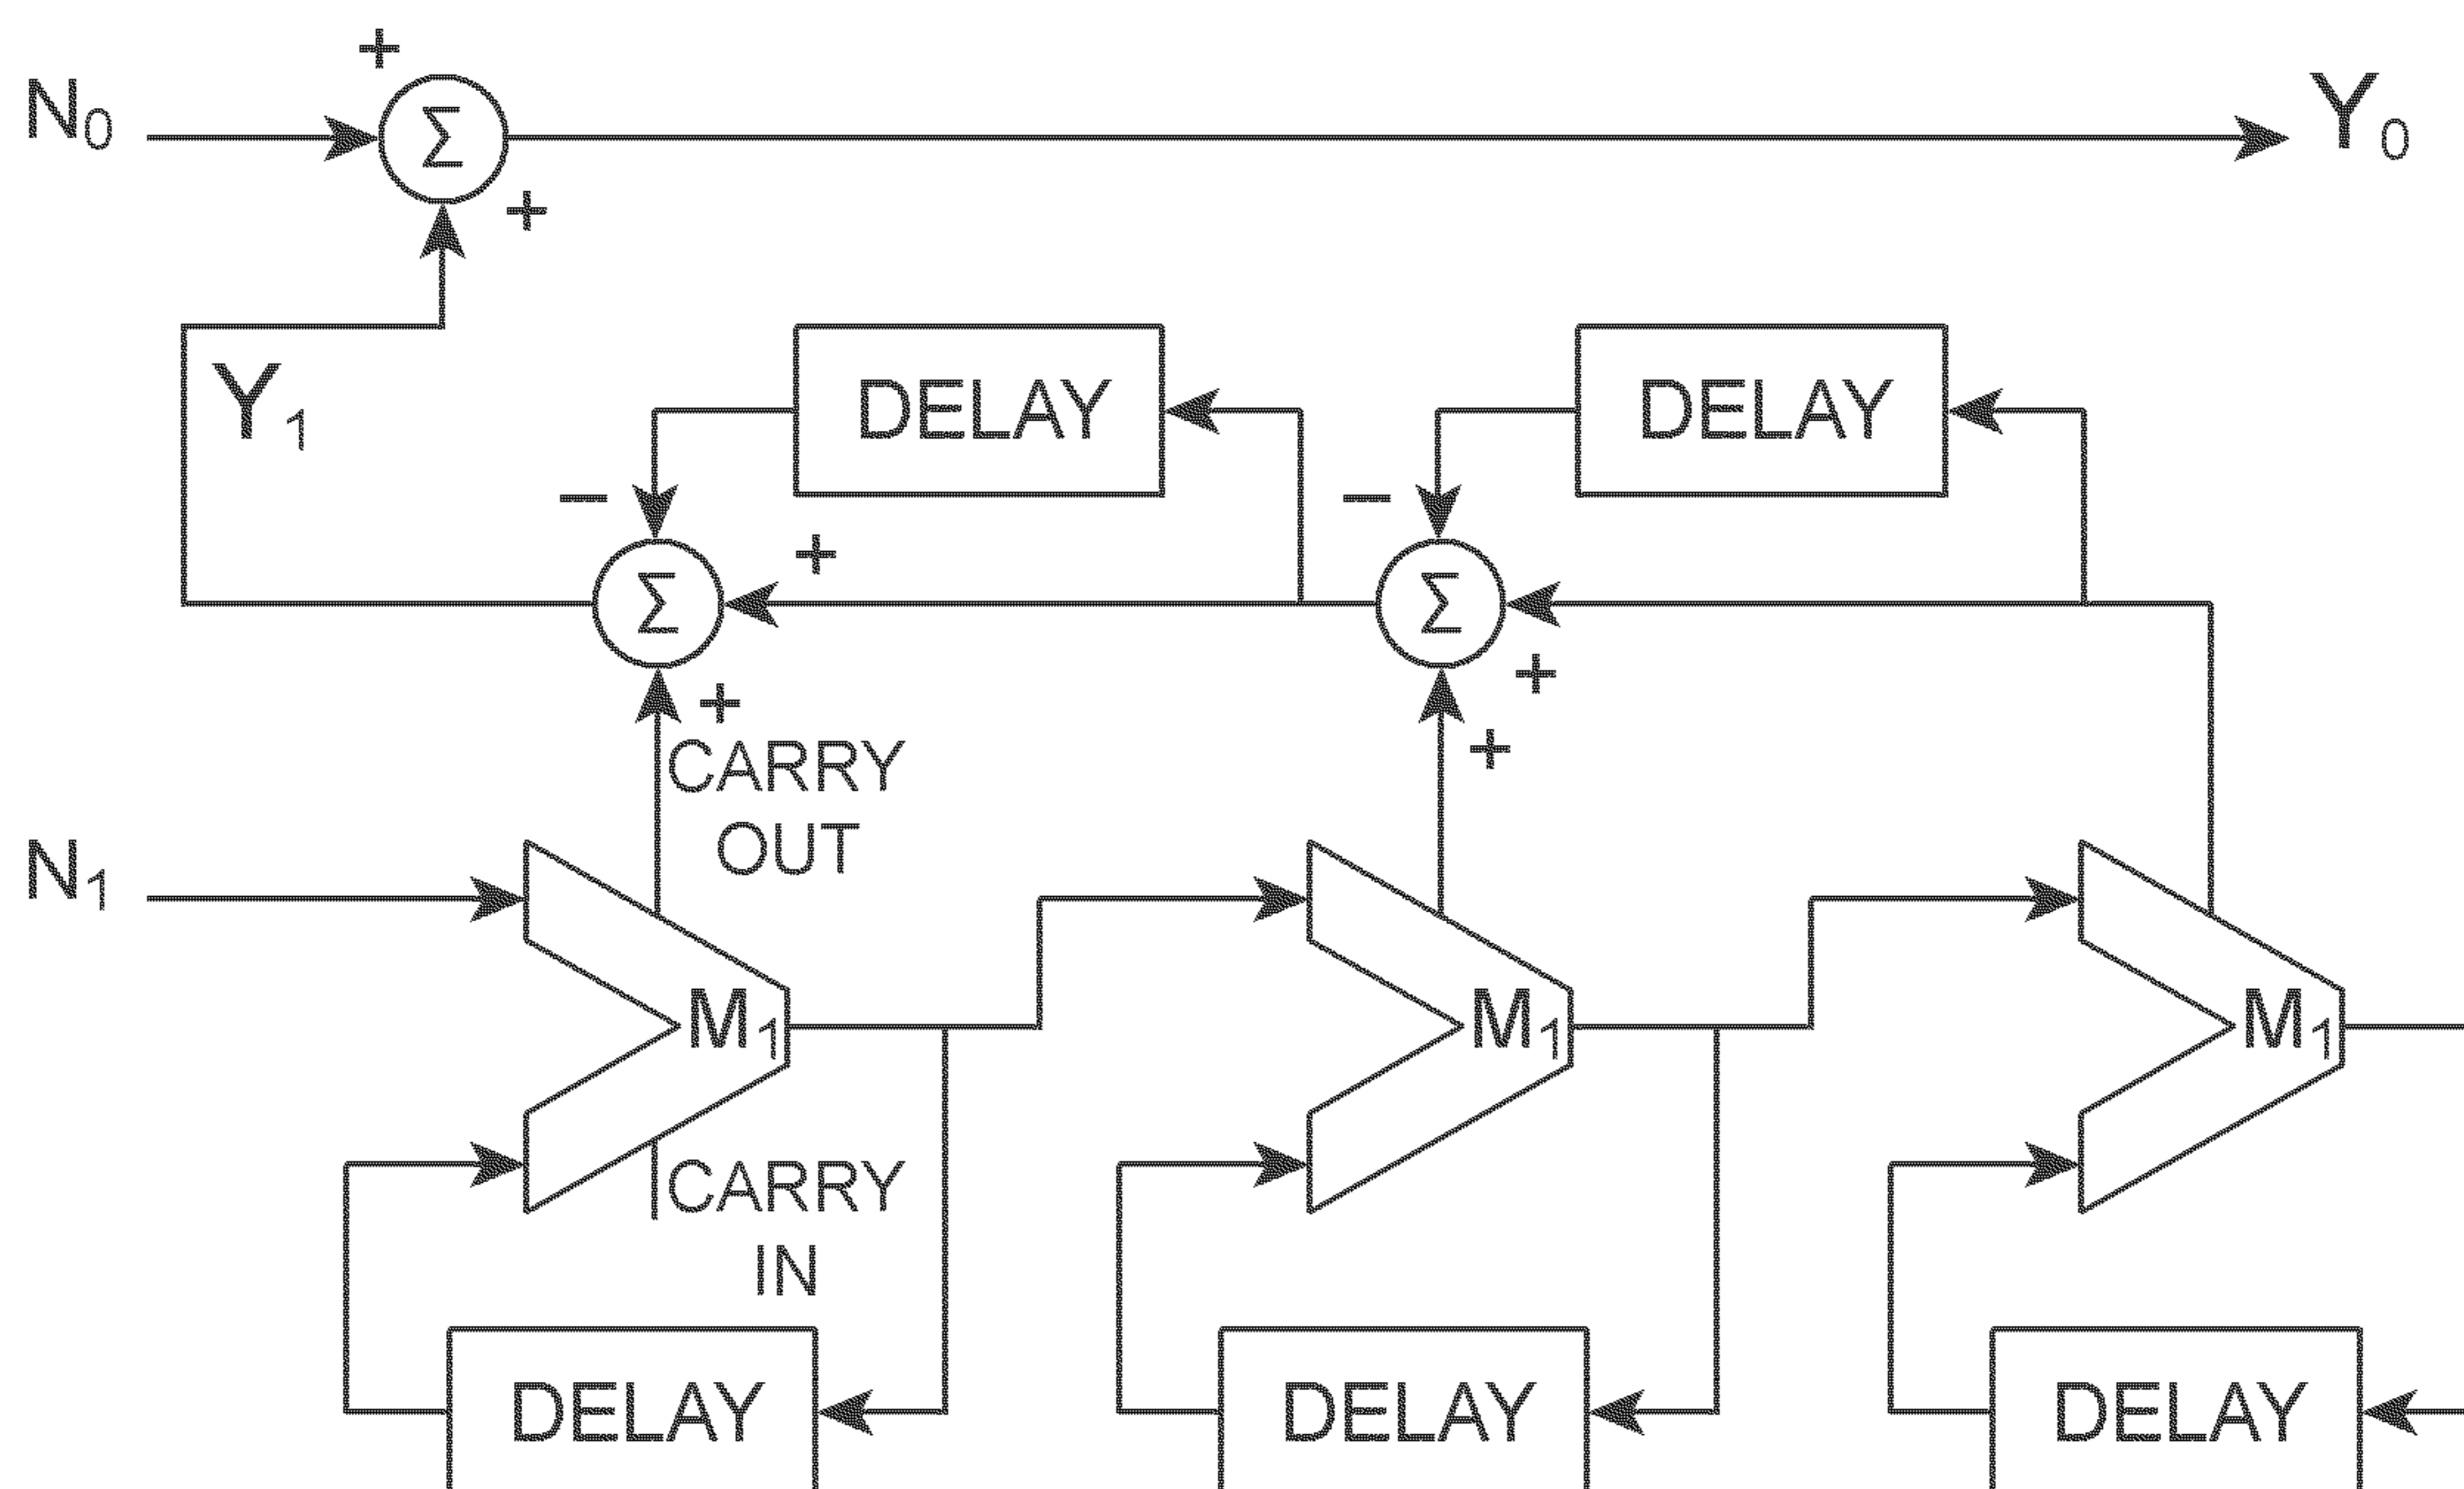 +
N₀ Σ Y₀
+
Y₁ DELAY DELAY
− −
+
Σ Σ
+ +
CARRY +
OUT
N₁
M₁ M₁ M₁
CARRY
IN
DELAY DELAY DELAY